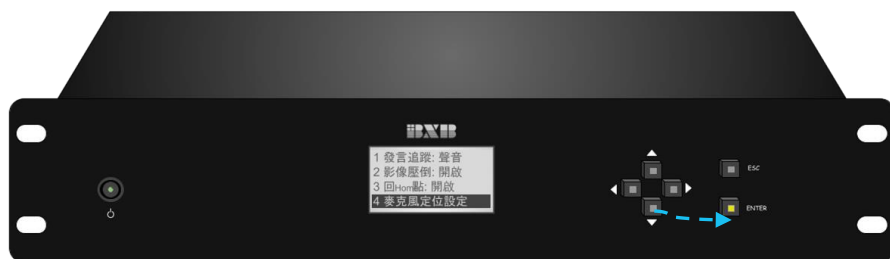 BXB
1 發言追蹤: 聲音
2 影像壓倒: 開啟
3 回Hom點: 開啟
4 麥克風定位設定
ESC
ENTER